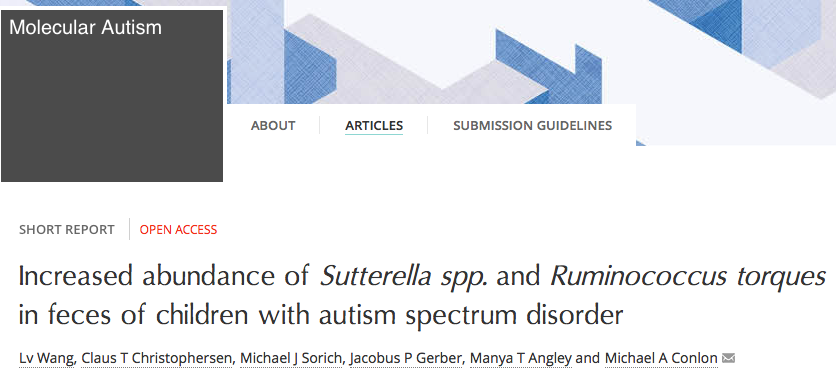 Molecular Autism
ABOUT ARTICLES SUBMISSION GUIDELINES
SHORT REPORT OPEN ACCESS
Increased abundance of Sutterella spp. and Ruminococcus torques
in feces of children with autism spectrum disorder
Lv Wang, Claus T Christophersen, Michael J Sorich, Jacobus P Gerber, Manya T Angley and Michael A Conlon